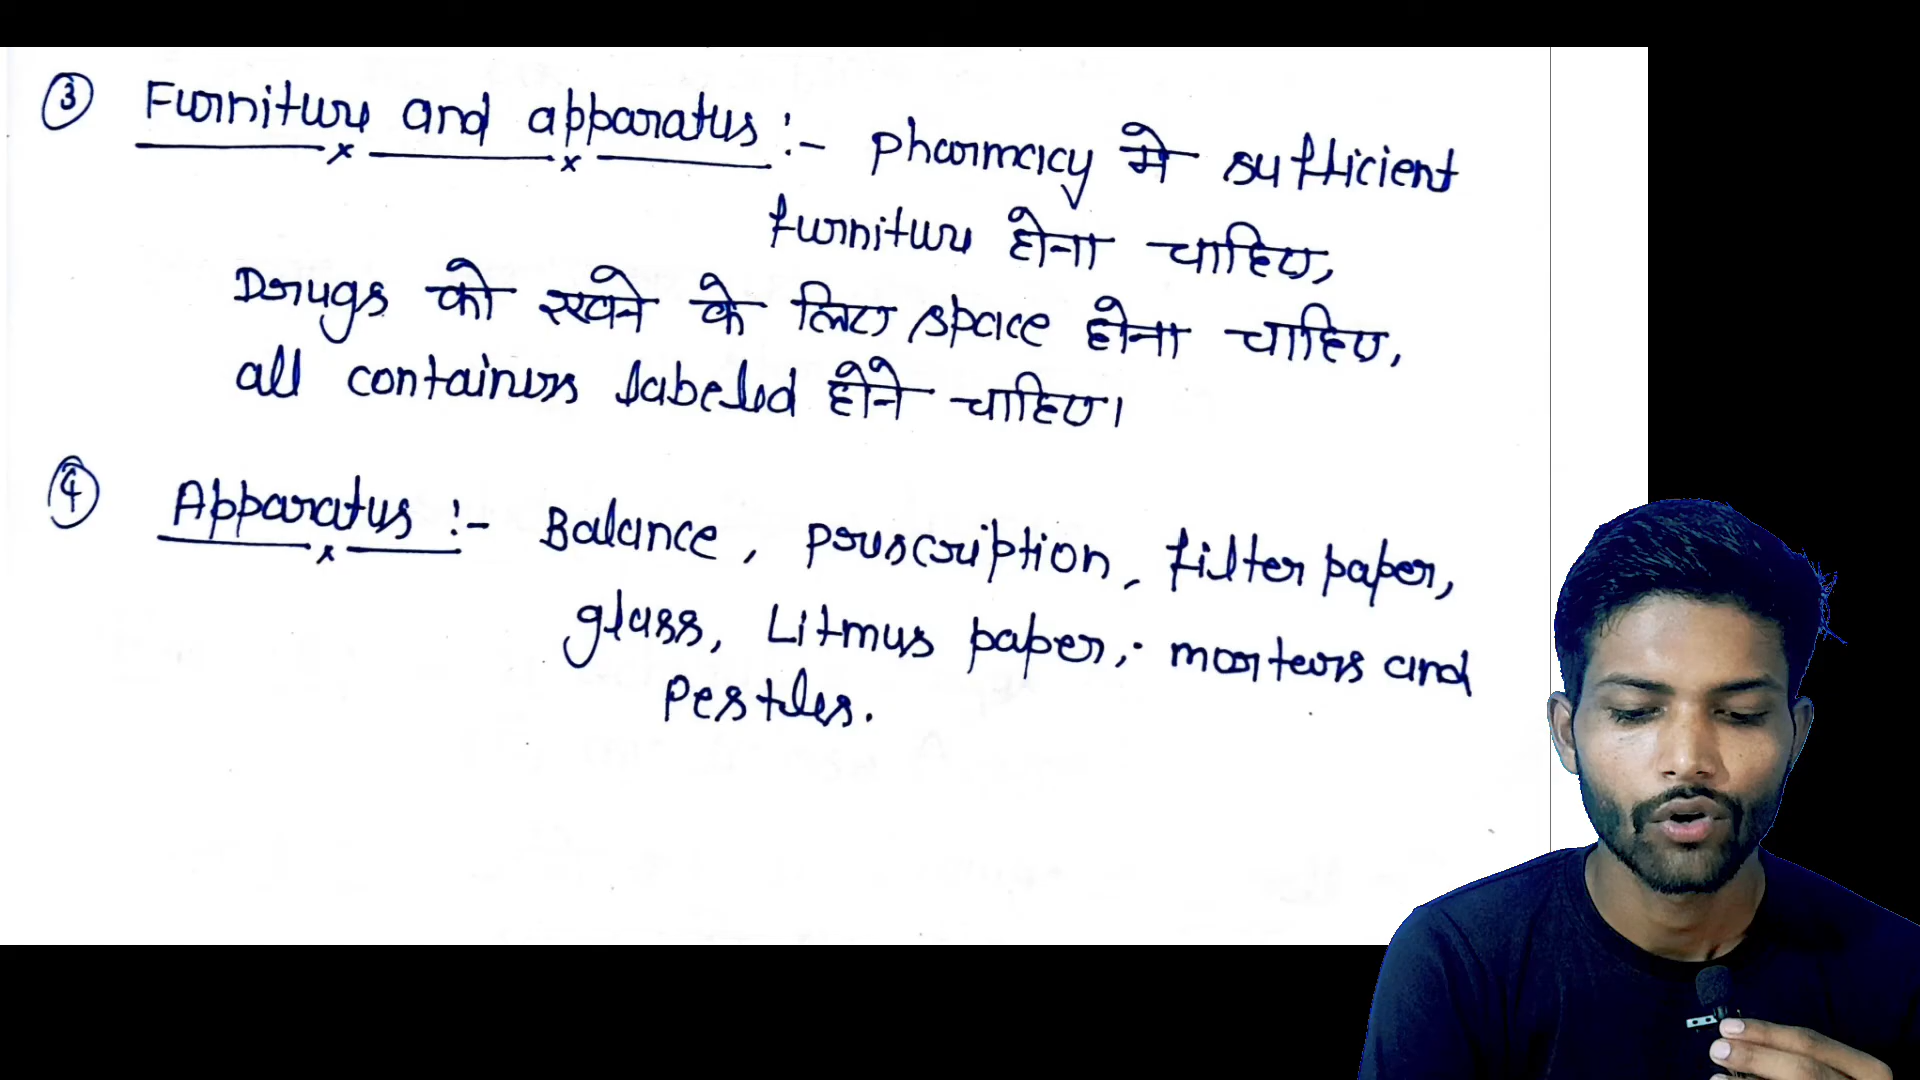 ③ Furniture and apparatus :- Pharmacy मे sufficient
furniture होना चाहिए,
Drugs को रखने के लिए space होना चाहिए,
all containers labeled होने चाहिए।
④ Apparatus :- Balance, prescription, filter paper,
glass, Litmus paper, morters and
Pestles.